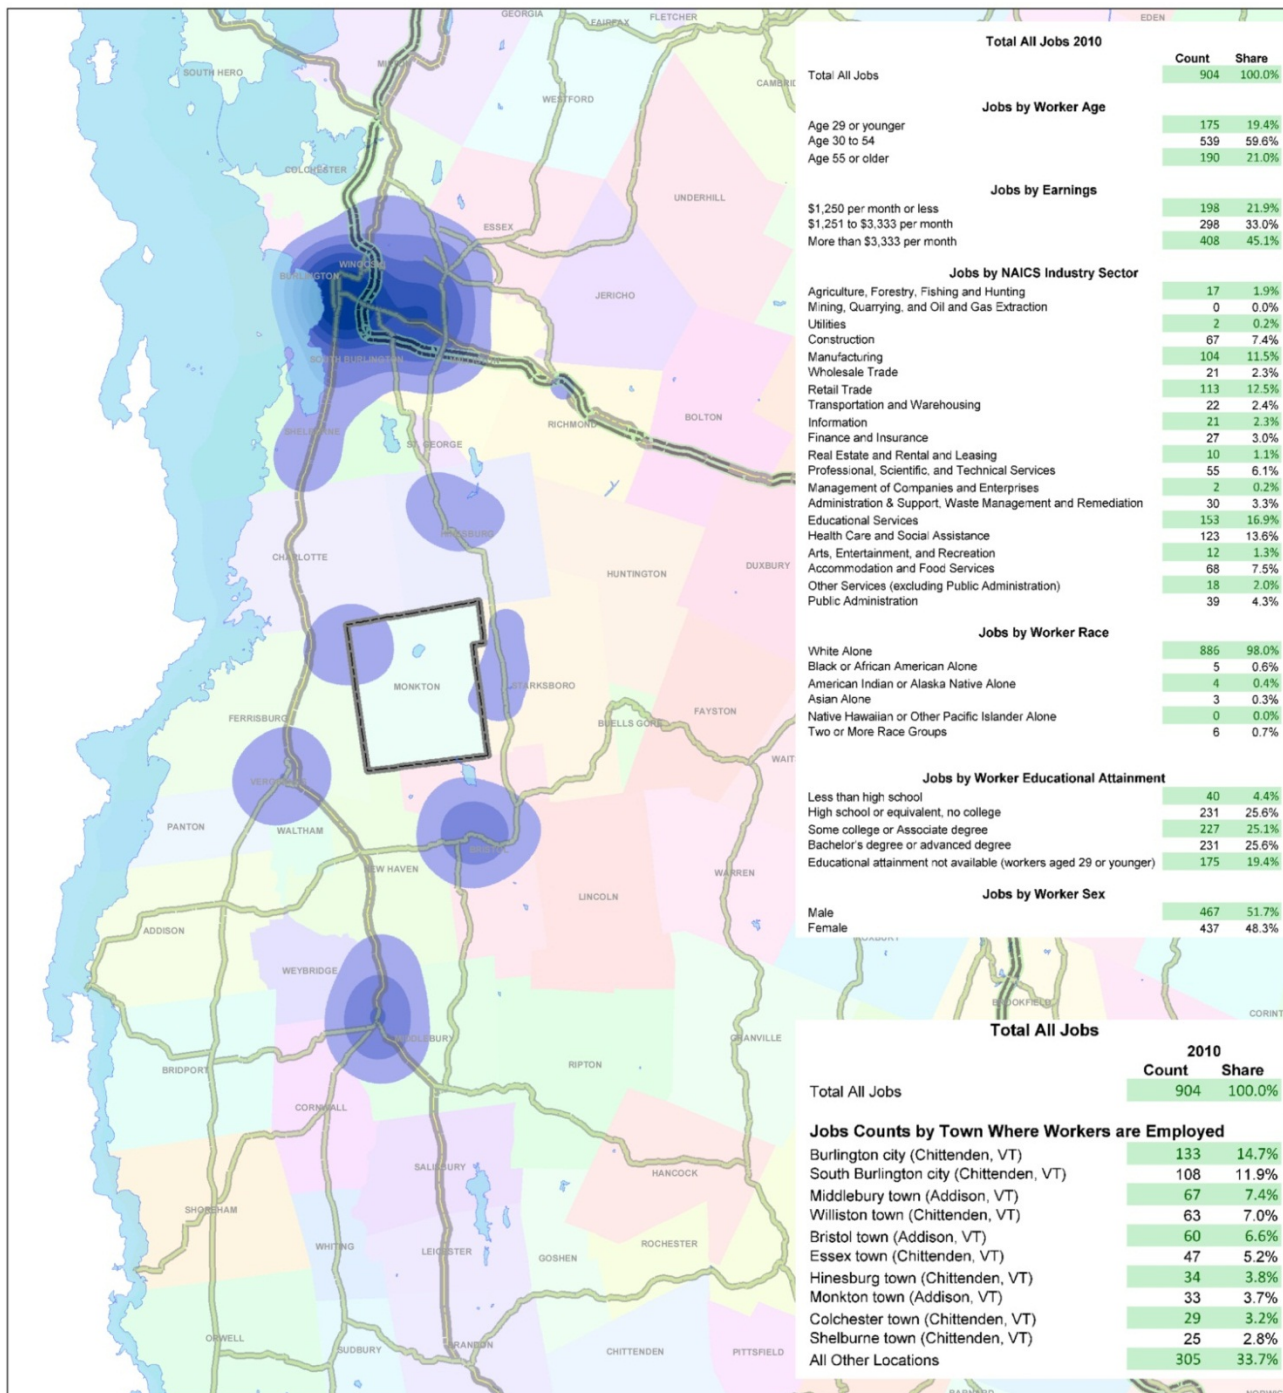 GEORGIA
FLETCHER
FAIRFAX
EDEN
SOUTH HERO
WESTFORD
COLCHESTER
UNDERHILL
ESSEX
BURLINGTON
JERICHO
SOUTH BURLINGTON
BOLTON
RICHMOND
SHELBURNE
ST. GEORGE
HINESBURG
CHARLOTTE
HUNTINGTON
DUXBURY
MONKTON
STARKSBORO
FERRISBURG
BUELLS GORE
FAYSTON
PANTON
WALTHAM
NEW HAVEN
WARREN
LINCOLN
ADDISON
WEYBRIDGE
BRIDPORT
RIPTON
GRANVILLE
CORNWALL
SALISBURY
HANCOCK
SHOREHAM
WHITING
LEICESTER
GOSHEN
ROCHESTER
ORWELL
SUDBURY
BRANDON
CHITTENDEN
PITTSFIELD
BROOKFIELD
Total All Jobs 2010
Count Share
Total All Jobs 904 100.0%
Jobs by Worker Age
Age 29 or younger 175 19.4%
Age 30 to 54 539 59.6%
Age 55 or older 190 21.0%
Jobs by Earnings
$1,250 per month or less 198 21.9%
$1,251 to $3,333 per month 298 33.0%
More than $3,333 per month 408 45.1%
Jobs by NAICS Industry Sector
Agriculture, Forestry, Fishing and Hunting 17 1.9%
Mining, Quarrying, and Oil and Gas Extraction 0 0.0%
Utilities 2 0.2%
Construction 67 7.4%
Manufacturing 104 11.5%
Wholesale Trade 21 2.3%
Retail Trade 113 12.5%
Transportation and Warehousing 22 2.4%
Information 21 2.3%
Finance and Insurance 27 3.0%
Real Estate and Rental and Leasing 10 1.1%
Professional, Scientific, and Technical Services 55 6.1%
Management of Companies and Enterprises 2 0.2%
Administration & Support, Waste Management and Remediation 30 3.3%
Educational Services 153 16.9%
Health Care and Social Assistance 123 13.6%
Arts, Entertainment, and Recreation 12 1.3%
Accommodation and Food Services 68 7.5%
Other Services (excluding Public Administration) 18 2.0%
Public Administration 39 4.3%
Jobs by Worker Race
White Alone 886 98.0%
Black or African American Alone 5 0.6%
American Indian or Alaska Native Alone 4 0.4%
Asian Alone 3 0.3%
Native Hawaiian or Other Pacific Islander Alone 0 0.0%
Two or More Race Groups 6 0.7%
Jobs by Worker Educational Attainment
Less than high school 40 4.4%
High school or equivalent, no college 231 25.6%
Some college or Associate degree 227 25.1%
Bachelor's degree or advanced degree 231 25.6%
Educational attainment not available (workers aged 29 or younger) 175 19.4%
Jobs by Worker Sex
Male 467 51.7%
Female 437 48.3%
Total All Jobs
2010
Count Share
Total All Jobs 904 100.0%
Jobs Counts by Town Where Workers are Employed
Burlington city (Chittenden, VT) 133 14.7%
South Burlington city (Chittenden, VT) 108 11.9%
Middlebury town (Addison, VT) 67 7.4%
Williston town (Chittenden, VT) 63 7.0%
Bristol town (Addison, VT) 60 6.6%
Essex town (Chittenden, VT) 47 5.2%
Hinesburg town (Chittenden, VT) 34 3.8%
Monkton town (Addison, VT) 33 3.7%
Colchester town (Chittenden, VT) 29 3.2%
Shelburne town (Chittenden, VT) 25 2.8%
All Other Locations 305 33.7%